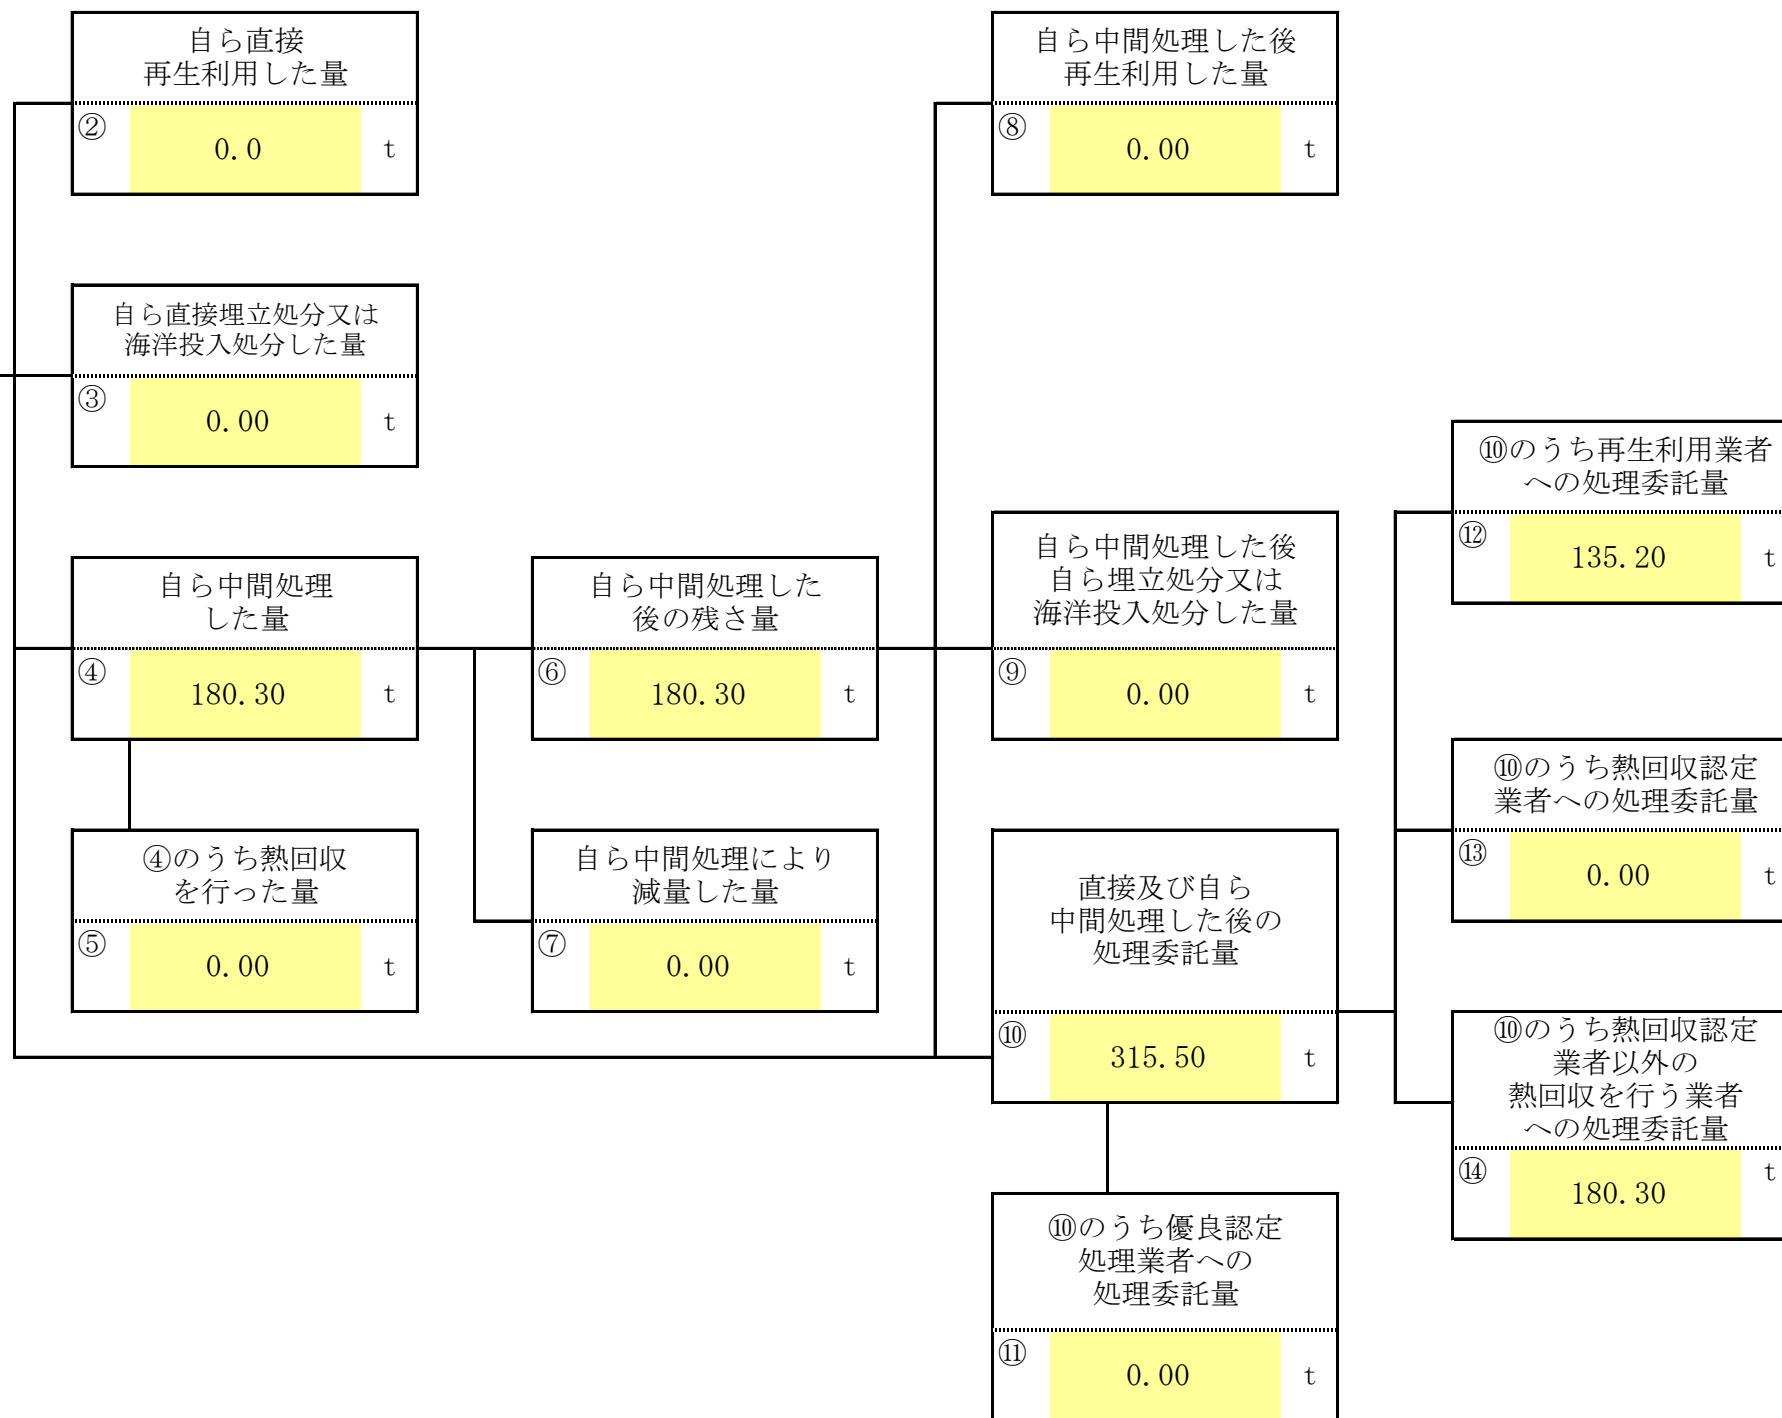 自ら直接
再生利用した量
② 0.0 t
自ら中間処理した後
再生利用した量
⑧ 0.00 t
自ら直接埋立処分又は
海洋投入処分した量
③ 0.00 t
⑩のうち再生利用業者
への処理委託量
⑫ 135.20 t
自ら中間処理
した量
④ 180.30 t
自ら中間処理した
後の残さ量
⑥ 180.30 t
自ら中間処理した後
自ら埋立処分又は
海洋投入処分した量
⑨ 0.00 t
⑩のうち熱回収認定
業者への処理委託量
⑬ 0.00 t
④のうち熱回収
を行った量
⑤ 0.00 t
自ら中間処理により
減量した量
⑦ 0.00 t
直接及び自ら
中間処理した後の
処理委託量
⑩ 315.50 t
⑩のうち熱回収認定
業者以外の
熱回収を行う業者
への処理委託量
⑭ 180.30 t
⑩のうち優良認定
処理業者への
処理委託量
⑪ 0.00 t